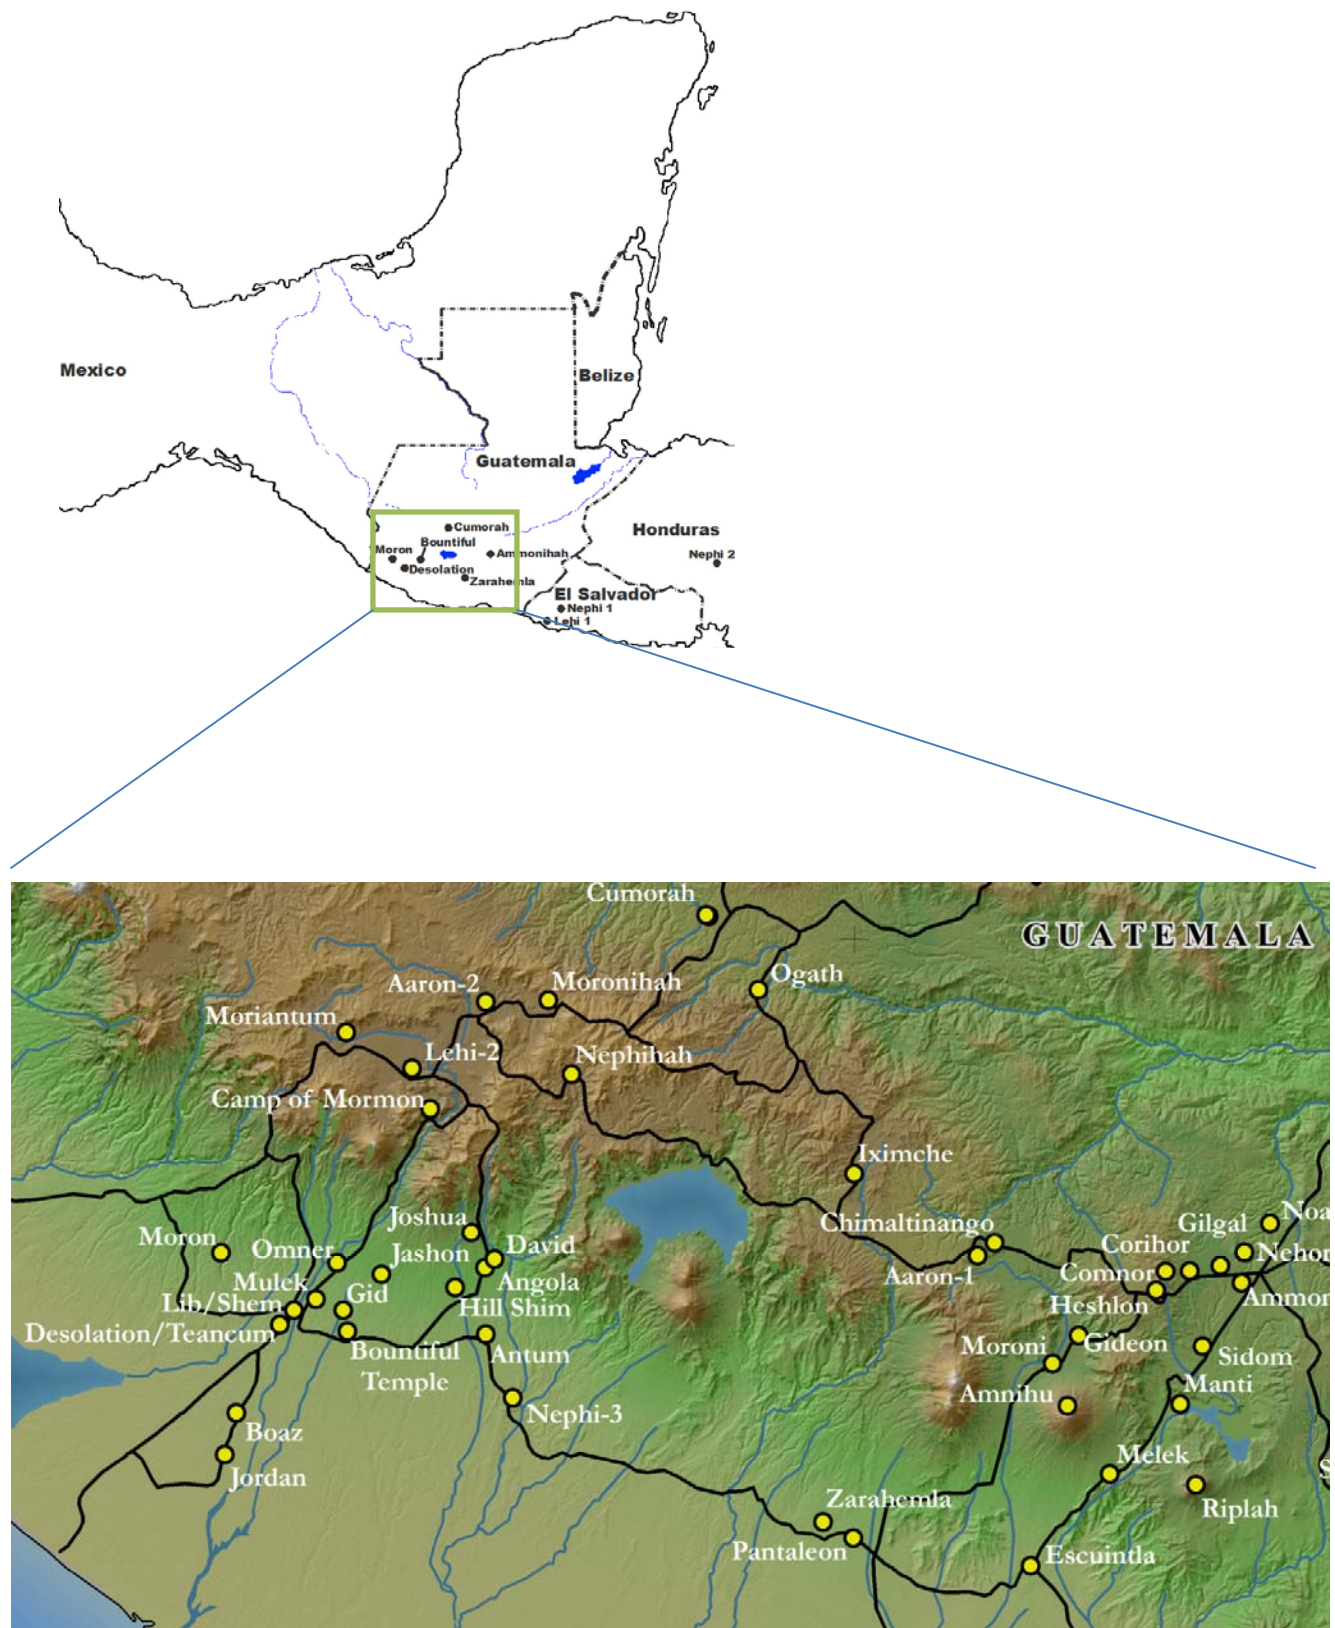 Mexico
Belize
Guatemala
Honduras
Cumorah
Bountiful
Moron
Ammonihah
Desolation
Zarahemla
Nephi 2
El Salvador
Nephi 1
Lehi 1
Cumorah
GUATEMALA
Ogath
Aaron-2
Moronihah
Moriantum
Lehi-2
Nephihah
Camp of Mormon
Iximche
Joshua
Chimaltinango
Gilgal
Noa
Moron
Omner
Jashon
David
Corihor
Nehor
Mulek
Angola
Aaron-1
Comnor
Lib/Shem
Gid
Hill Shim
Heshlon
Ammon
Desolation/Teancum
Bountiful
Temple
Antum
Moroni
Gideon
Sidom
Amnihu
Manti
Nephi-3
Boaz
Jordan
Melek
S
Zarahemla
Riplah
Pantaleon
Escuintla